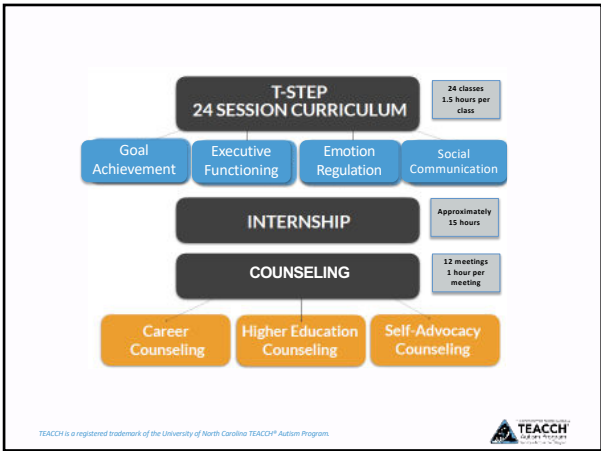 T-STEP
24 SESSION CURRICULUM
24 classes
1.5 hours per
class
Goal
Achievement
Executive
Functioning
Emotion
Regulation
Social
Communication
INTERNSHIP
Approximately
15 hours
COUNSELING
12 meetings
1 hour per
meeting
Career
Counseling
Higher Education
Counseling
Self-Advocacy
Counseling
TEACCH is a registered trademark of the University of North Carolina TEACCH® Autism Program.
TEACCH®
Autism Program